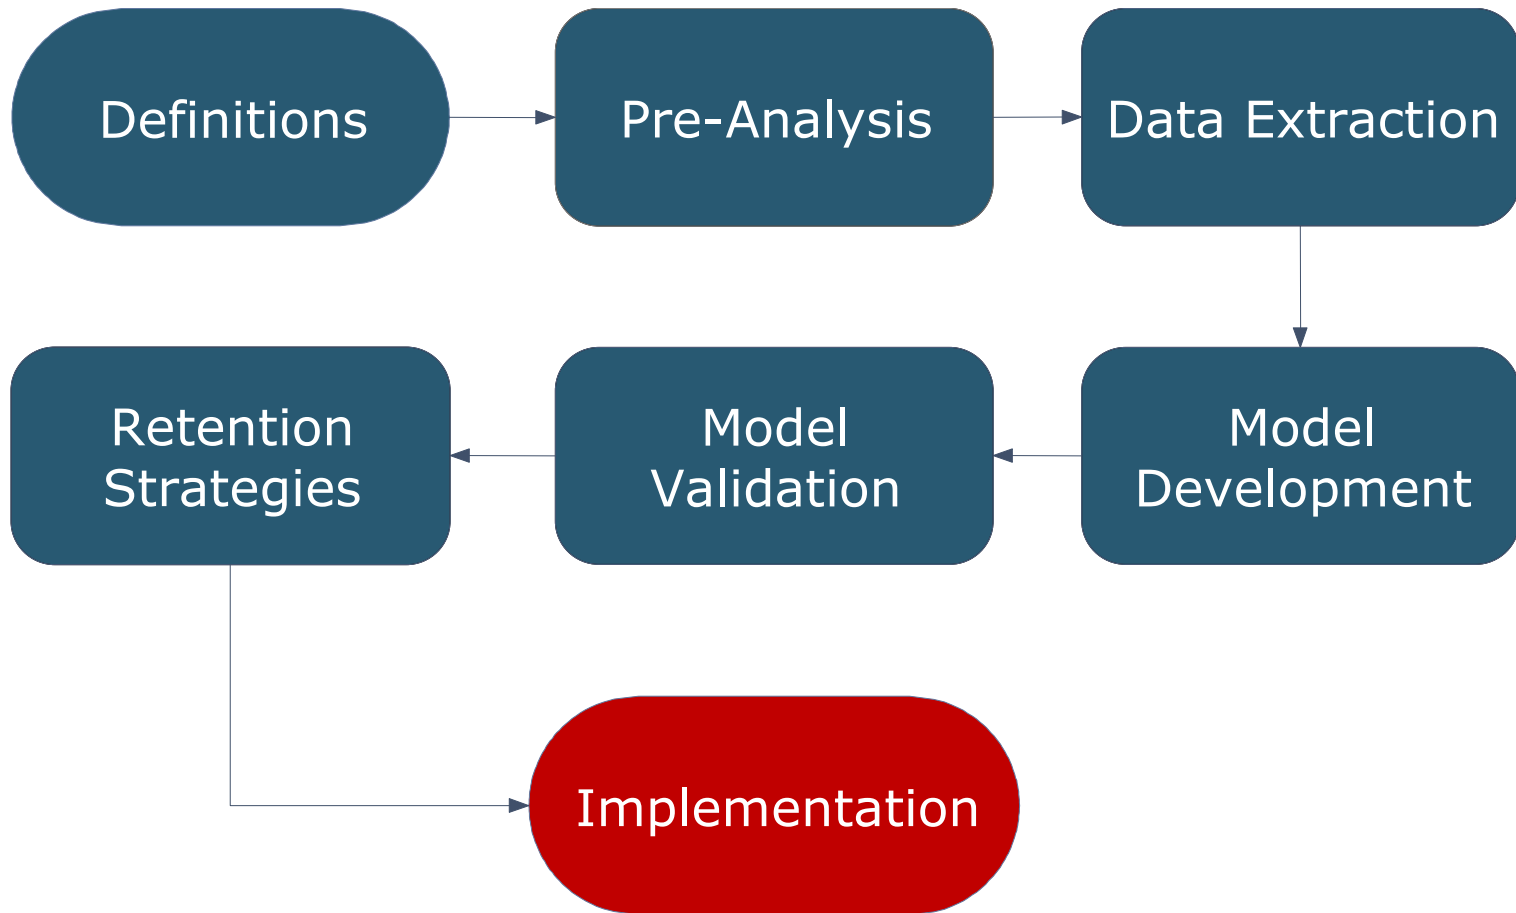 Definitions
Pre-Analysis
Data Extraction
Retention
Strategies
Model
Validation
Model
Development
Implementation